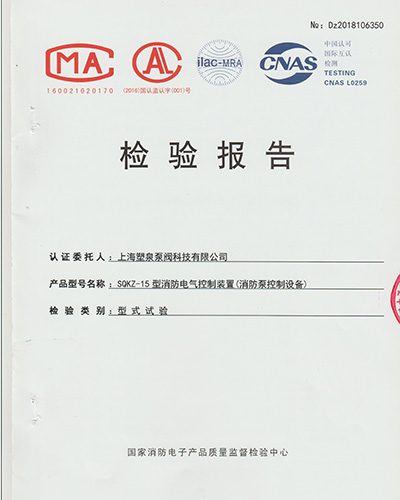 №: Dz2018106350
MA
AL
ilac-MRA
CNAS
中国认可
国际互认
检测
TESTING
CNAS L0259
160021020170
(2016)国认监认字(001)号
检验报告
认证委托人:上海塑泉泵阀科技有限公司
产品型号名称:SQKZ-15型消防电气控制装置(消防泵控制设备)
检验类别:型式试验
国家消防电子产品质量监督检验中心